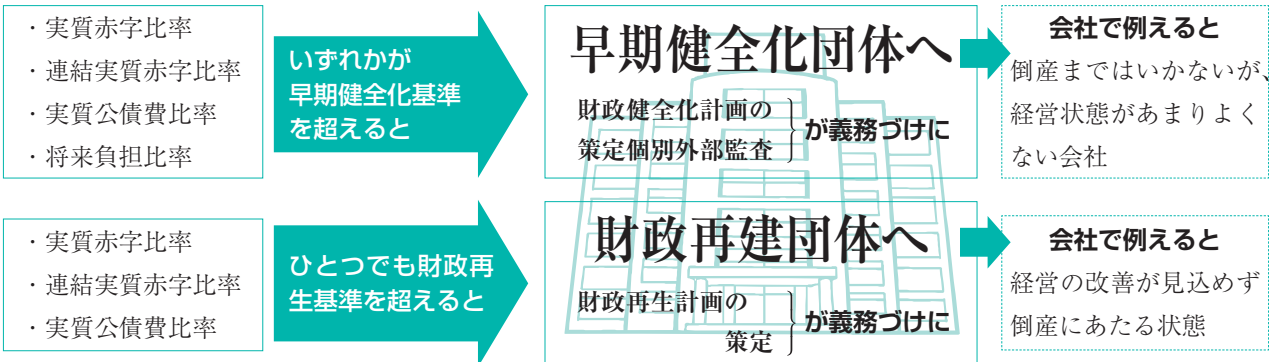 ・実質赤字比率
・連結実質赤字比率
・実質公債費比率
・将来負担比率
いずれかが
早期健全化基準
を超えると
早期健全化団体へ
財政健全化計画の
策定個別外部監査
が義務づけに
会社で例えると
倒産まではいかないが、
経営状態があまりよく
ない会社
・実質赤字比率
・連結実質赤字比率
・実質公債費比率
ひとつでも財政再
生基準を超えると
財政再建団体へ
財政再生計画の
策定
が義務づけに
会社で例えると
経営の改善が見込めず
倒産にあたる状態